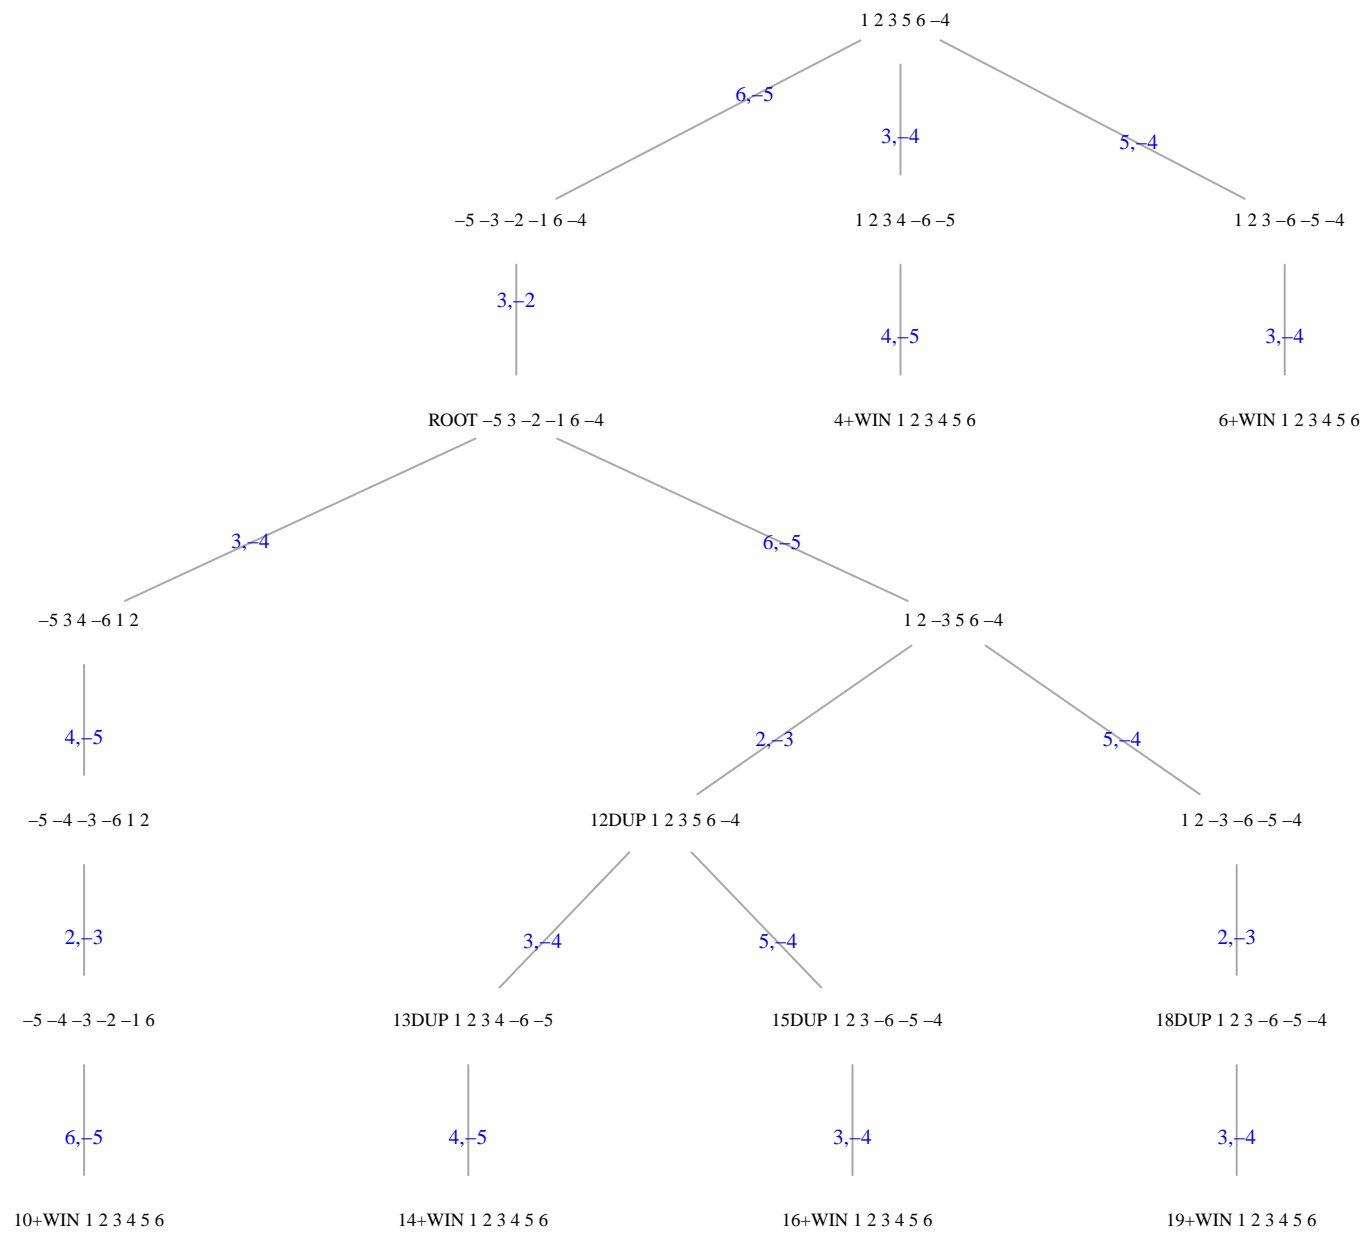 1 2 3 5 6 –4
6,–5
3,–4
5,–4
–5 –3 –2 –1 6 –4
1 2 3 4 –6 –5
1 2 3 –6 –5 –4
3,–2
4,–5
3,–4
ROOT –5 3 –2 –1 6 –4
4+WIN 1 2 3 4 5 6
6+WIN 1 2 3 4 5 6
3,–4
6,–5
–5 3 4 –6 1 2
1 2 –3 5 6 –4
4,–5
2,–3
5,–4
–5 –4 –3 –6 1 2
12DUP 1 2 3 5 6 –4
1 2 –3 –6 –5 –4
2,–3
3,–4
5,–4
2,–3
–5 –4 –3 –2 –1 6
13DUP 1 2 3 4 –6 –5
15DUP 1 2 3 –6 –5 –4
18DUP 1 2 3 –6 –5 –4
6,–5
4,–5
3,–4
3,–4
10+WIN 1 2 3 4 5 6
14+WIN 1 2 3 4 5 6
16+WIN 1 2 3 4 5 6
19+WIN 1 2 3 4 5 6